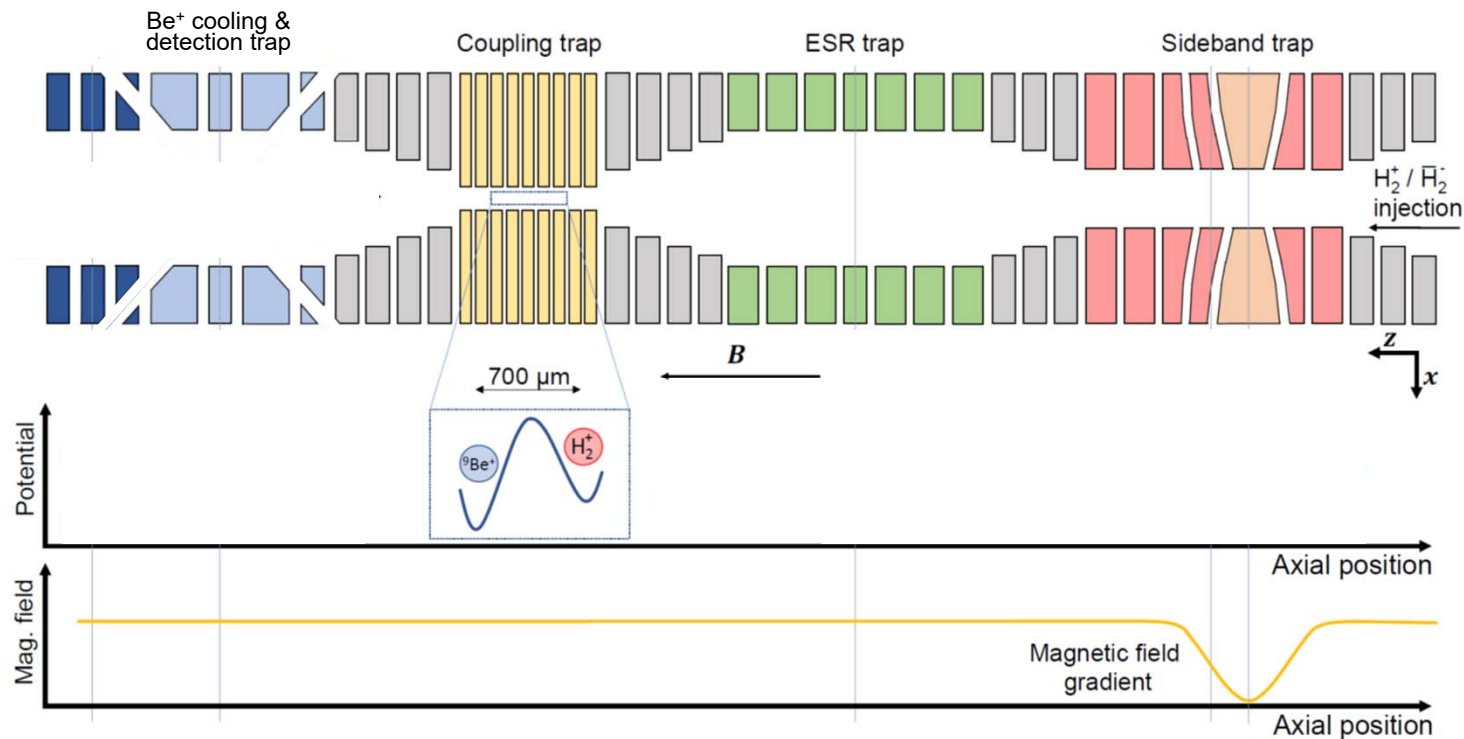 Be⁺ cooling &
detection trap
Coupling trap
ESR trap
Sideband trap
H₂⁺ / H̅₂⁻
injection
z
x
B
700 µm
⁹Be⁺
H₂⁺
Potential
Axial position
Mag. field
Magnetic field
gradient
Axial position